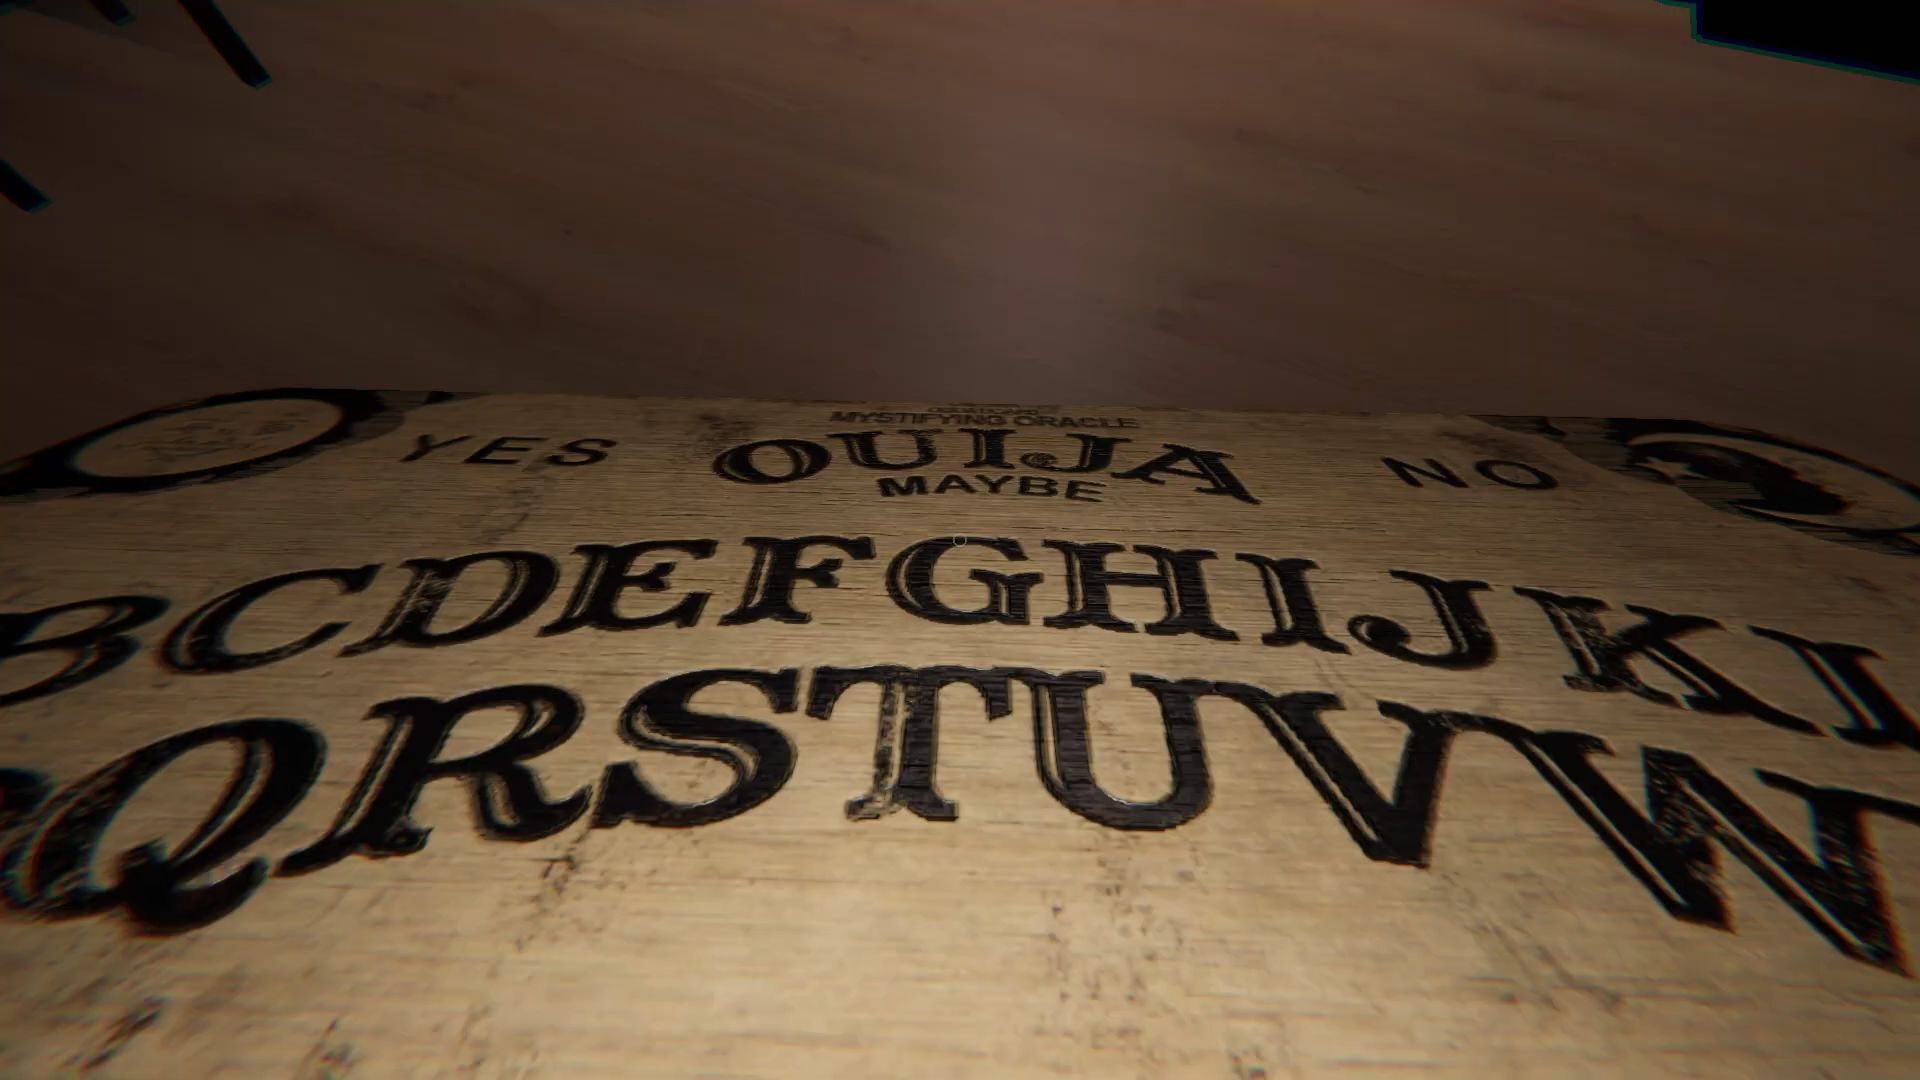 MYSTIFYING ORACLE
YES OUIJA NO
MAYBE
BCDEFGHIJK
QRSTUVW